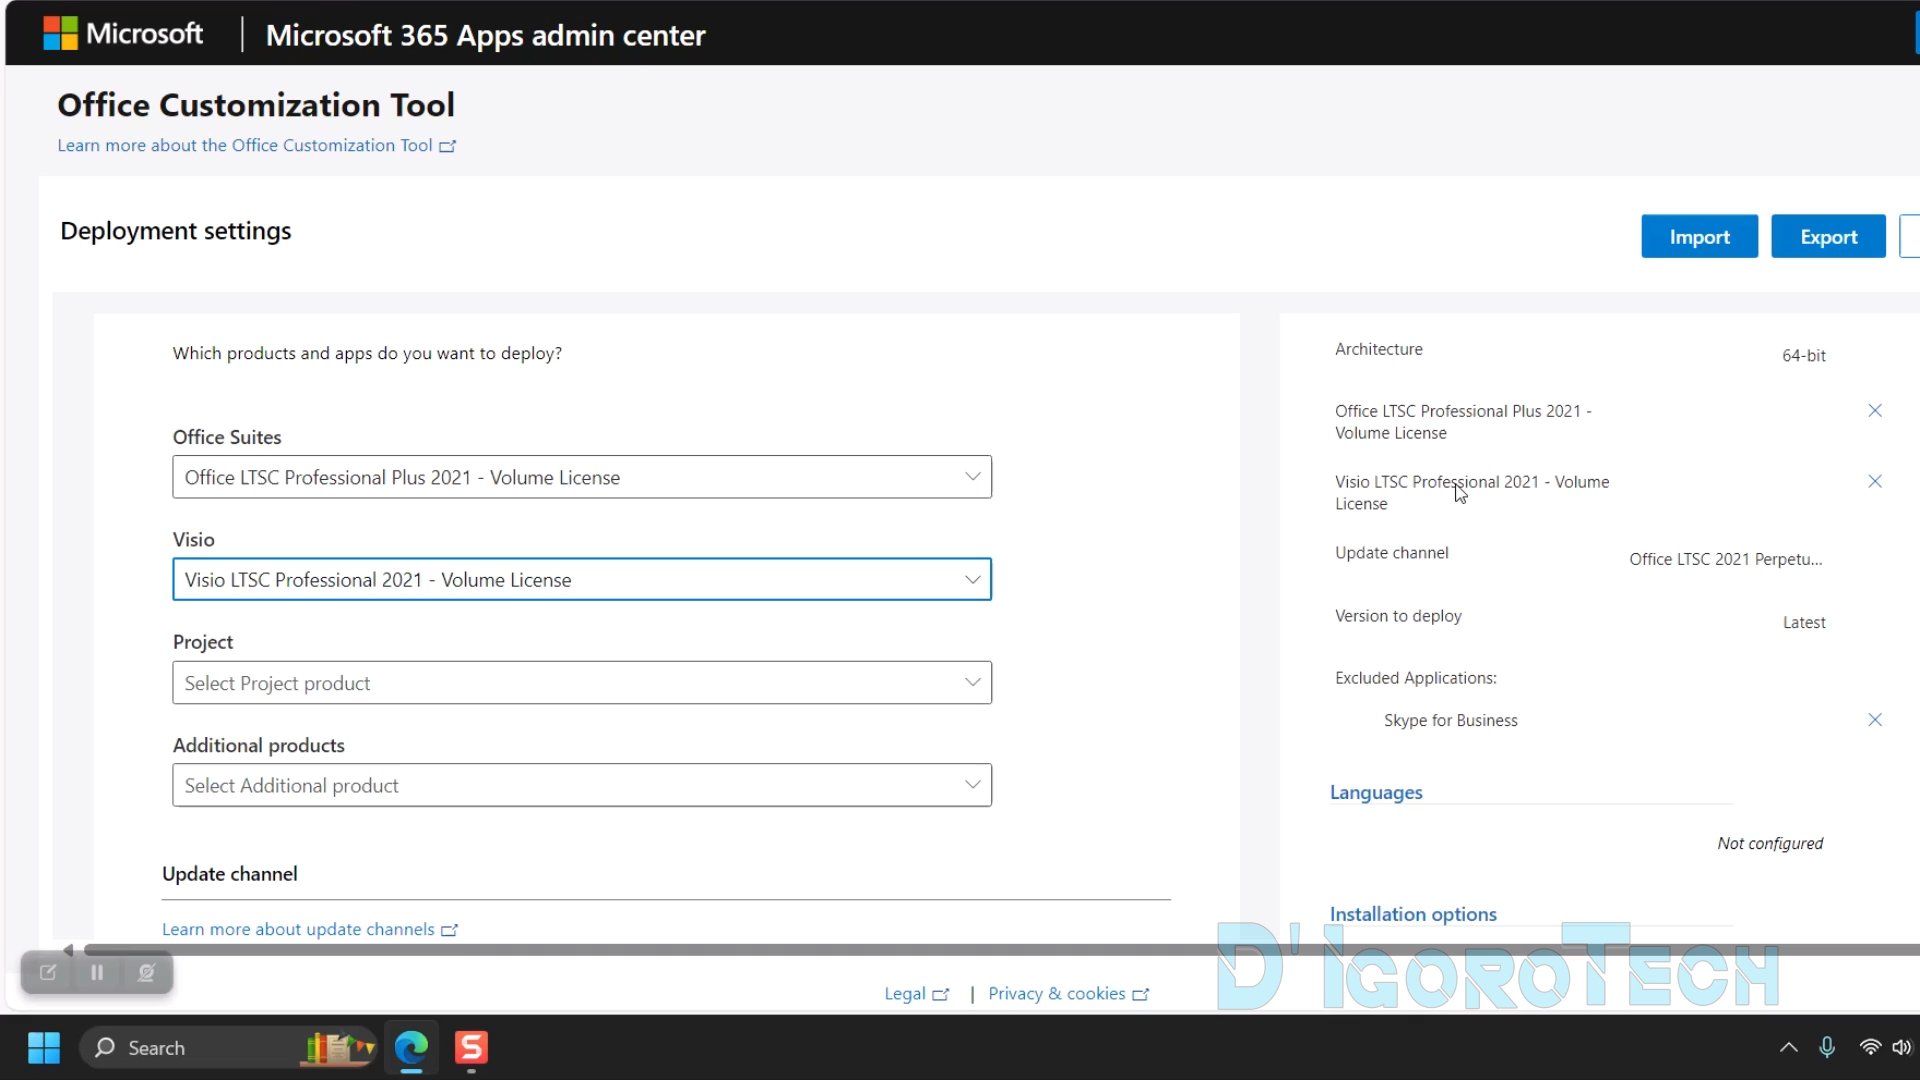 Microsoft | Microsoft 365 Apps admin center
Office Customization Tool
Learn more about the Office Customization Tool
Deployment settings
Import
Export
Which products and apps do you want to deploy?
Office Suites
Office LTSC Professional Plus 2021 - Volume License
Visio
Visio LTSC Professional 2021 - Volume License
Project
Select Project product
Additional products
Select Additional product
Update channel
Learn more about update channels
Architecture
64-bit
Office LTSC Professional Plus 2021 -
Volume License
Visio LTSC Professional 2021 - Volume
License
Update channel
Office LTSC 2021 Perpetu...
Version to deploy
Latest
Excluded Applications:
Skype for Business
Languages
Not configured
Installation options
D'IgoroTech
Legal | Privacy & cookies
Search
S